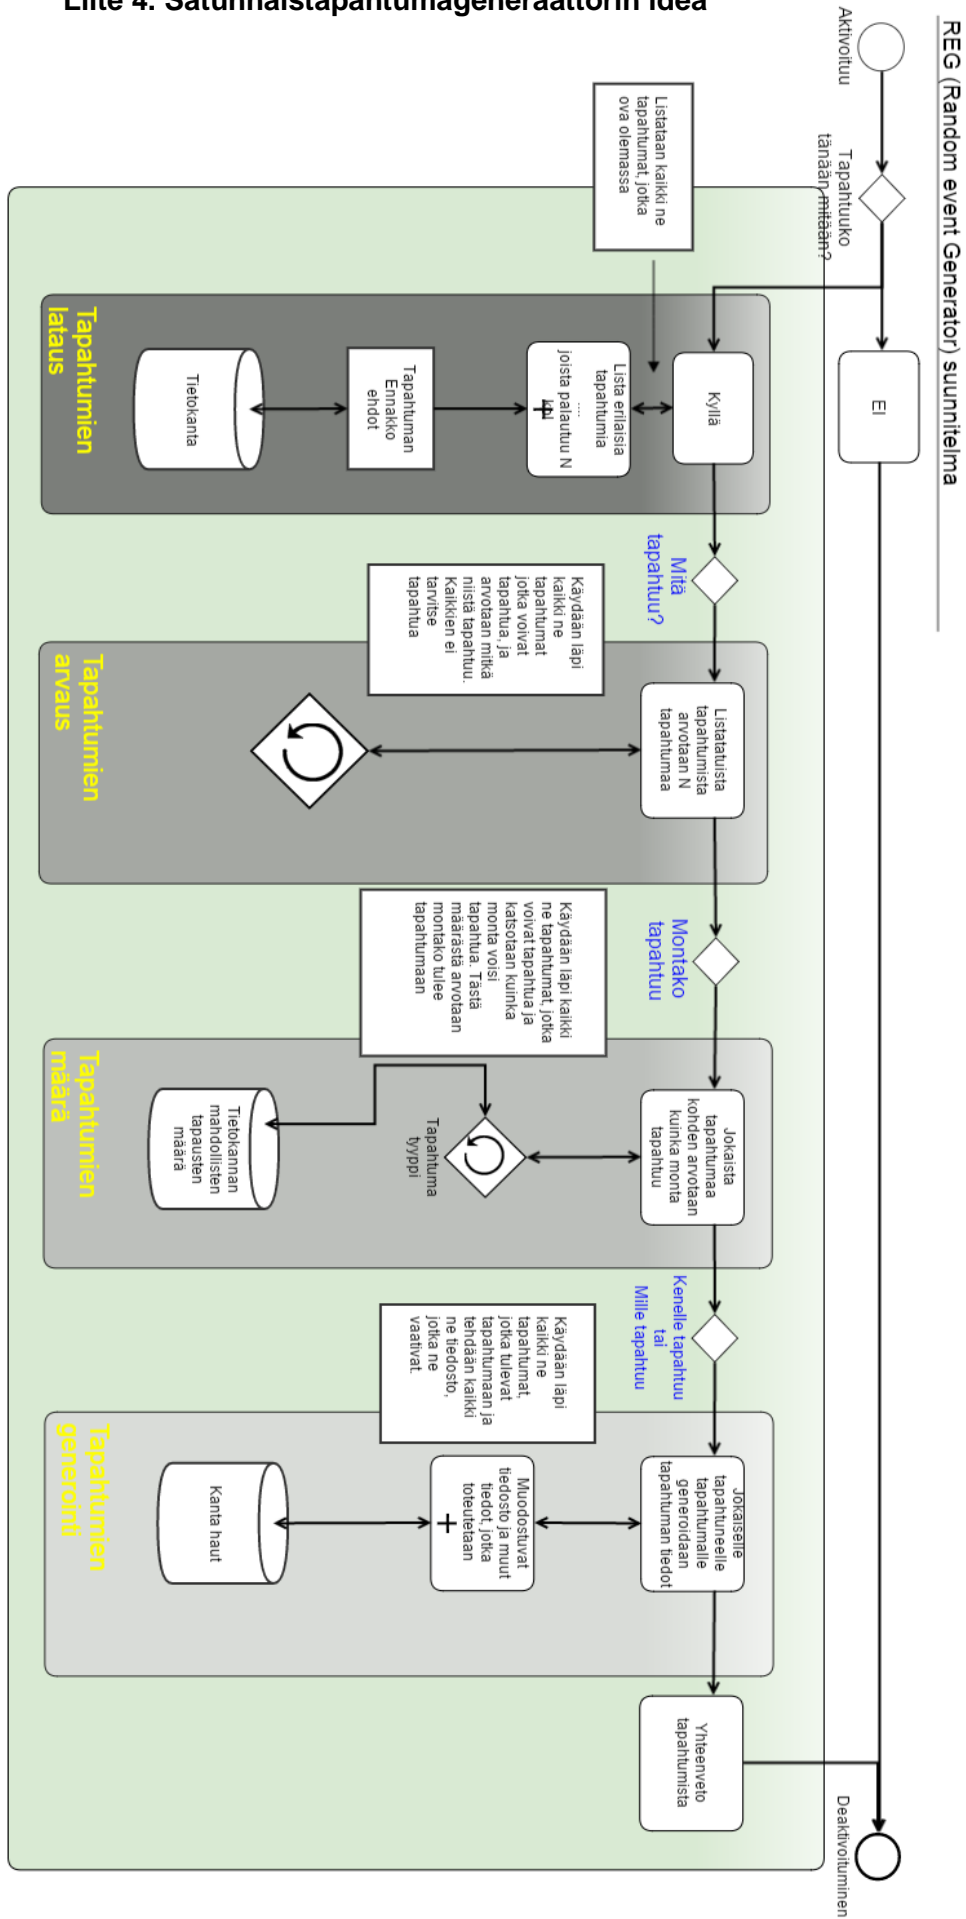 Liite 4. Satunnaistapahtumageneraattorin idea
REG (Random event Generator) suunnitelma
Aktivoituu
Tapahtuuko
tänään mitään?
EI
Deaktivoituminen
Listataan kaikki ne
tapahtumat, jotka
ova olemassa
Kyllä
Lista erilaisia
tapahtumia
....
joista palautuu N
kpl
Tapahtuman
Ennakko
ehdot
Tietokanta
Tapahtumien
lataus
Mitä
tapahtuu?
Käydään läpi
kaikki ne
tapahtumat
jotka voivat
tapahtua, ja
arvotaan mitkä
niistä tapahtuu.
Kaikkien ei
tarvitse
tapahtua
Listatatuista
tapahtumista
arvotaan N
tapahtumaa
Tapahtumien
arvaus
Montako
tapahtuu
Käydään läpi kaikki
ne tapahtumat, jotka
voivat tapahtua ja
katsotaan kuinka
monta voisi
tapahtua. Tästä
määrästä arvotaan
montako tulee
tapahtumaan
Jokaista
tapahtumaa
kohden arvotaan
kuinka monta
tapahtuu
Tapahtuma
tyyppi
Tietokannan
mahdollisten
tapausten
määrä
Tapahtumien
määrä
Kenelle tapahtuu
tai
Mille tapahtuu
Käydään läpi
kaikki ne
tapahtumat,
jotka tulevat
tapahtumaan ja
tehdään kaikki
ne tiedosto,
jotka ne
vaativat.
Jokaiselle
tapahtuneelle
tapahtumalle
generoidaan
tapahtuman tiedot
Muodostuvat
tiedosto ja muut
tiedot, jotka
toteutetaan
Kanta haut
Tapahtumien
generointi
Yhteenveto
tapahtumista